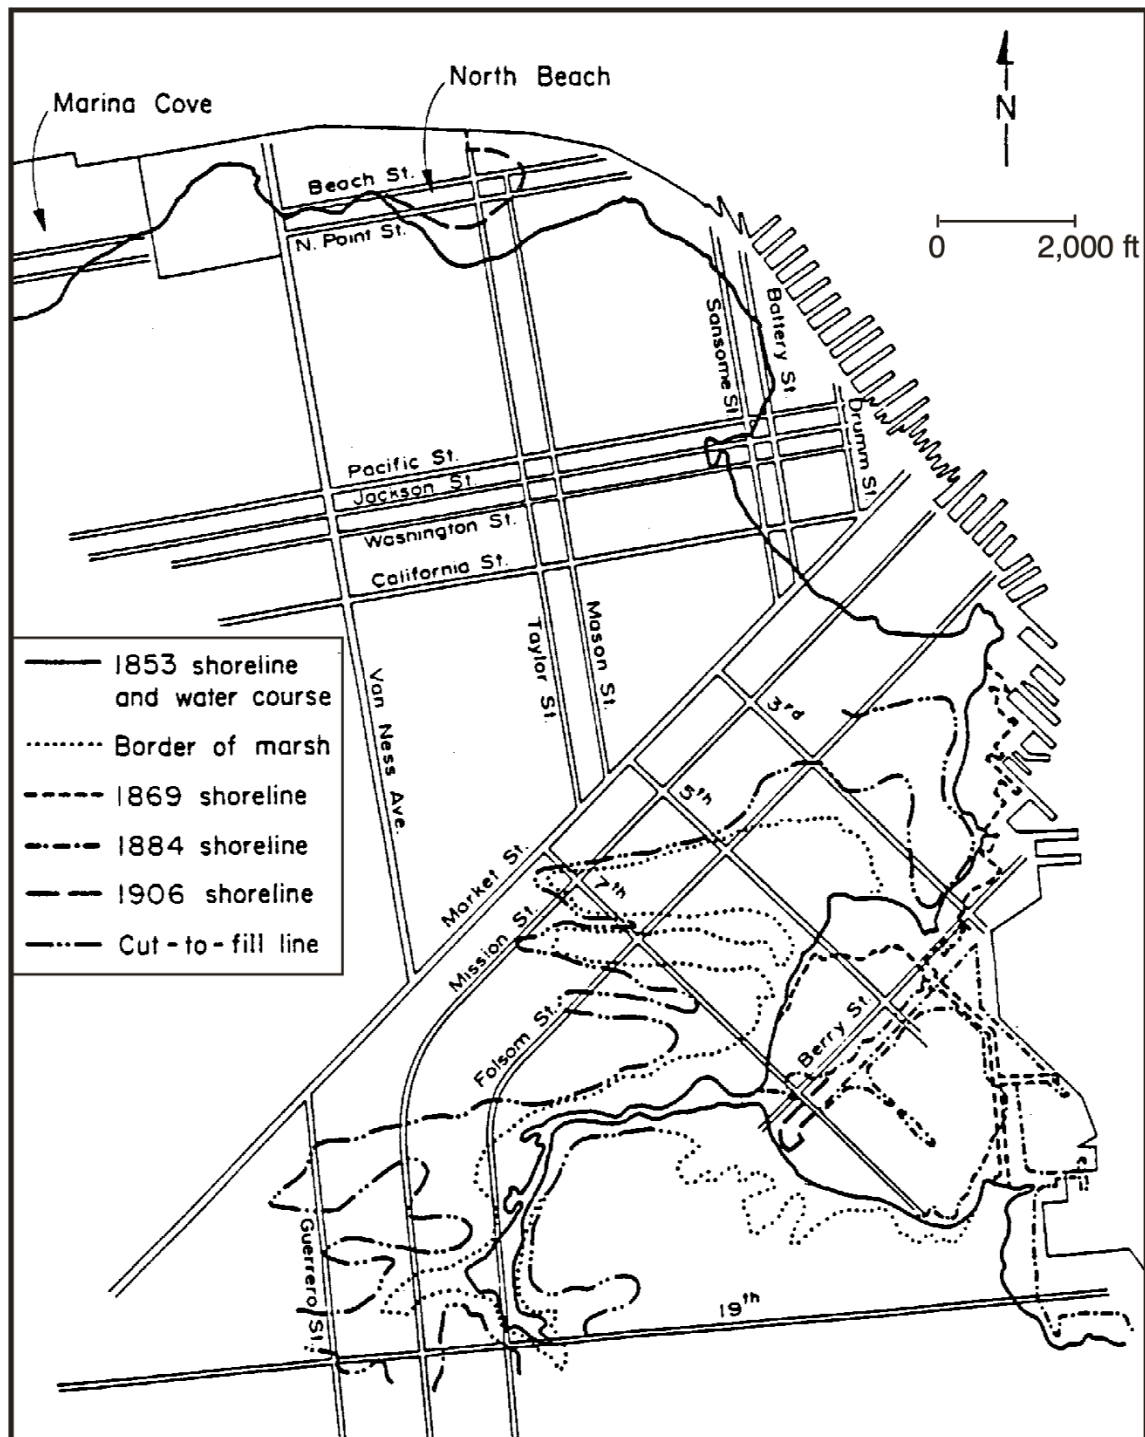 North Beach
Marina Cove
N
Beach St.
N. Point St.
0 2,000 ft
Sansome St.
Battery St.
Drumm St.
Pacific St.
Jackson St.
Washington St.
California St.
Van Ness Ave.
Taylor St.
Mason St.
1853 shoreline
and water course
Border of marsh
1869 shoreline
1884 shoreline
1906 shoreline
Cut-to-fill line
3rd
5th
7th
Market St.
Mission St.
Folsom St.
Berry St.
Guerrero St.
19th